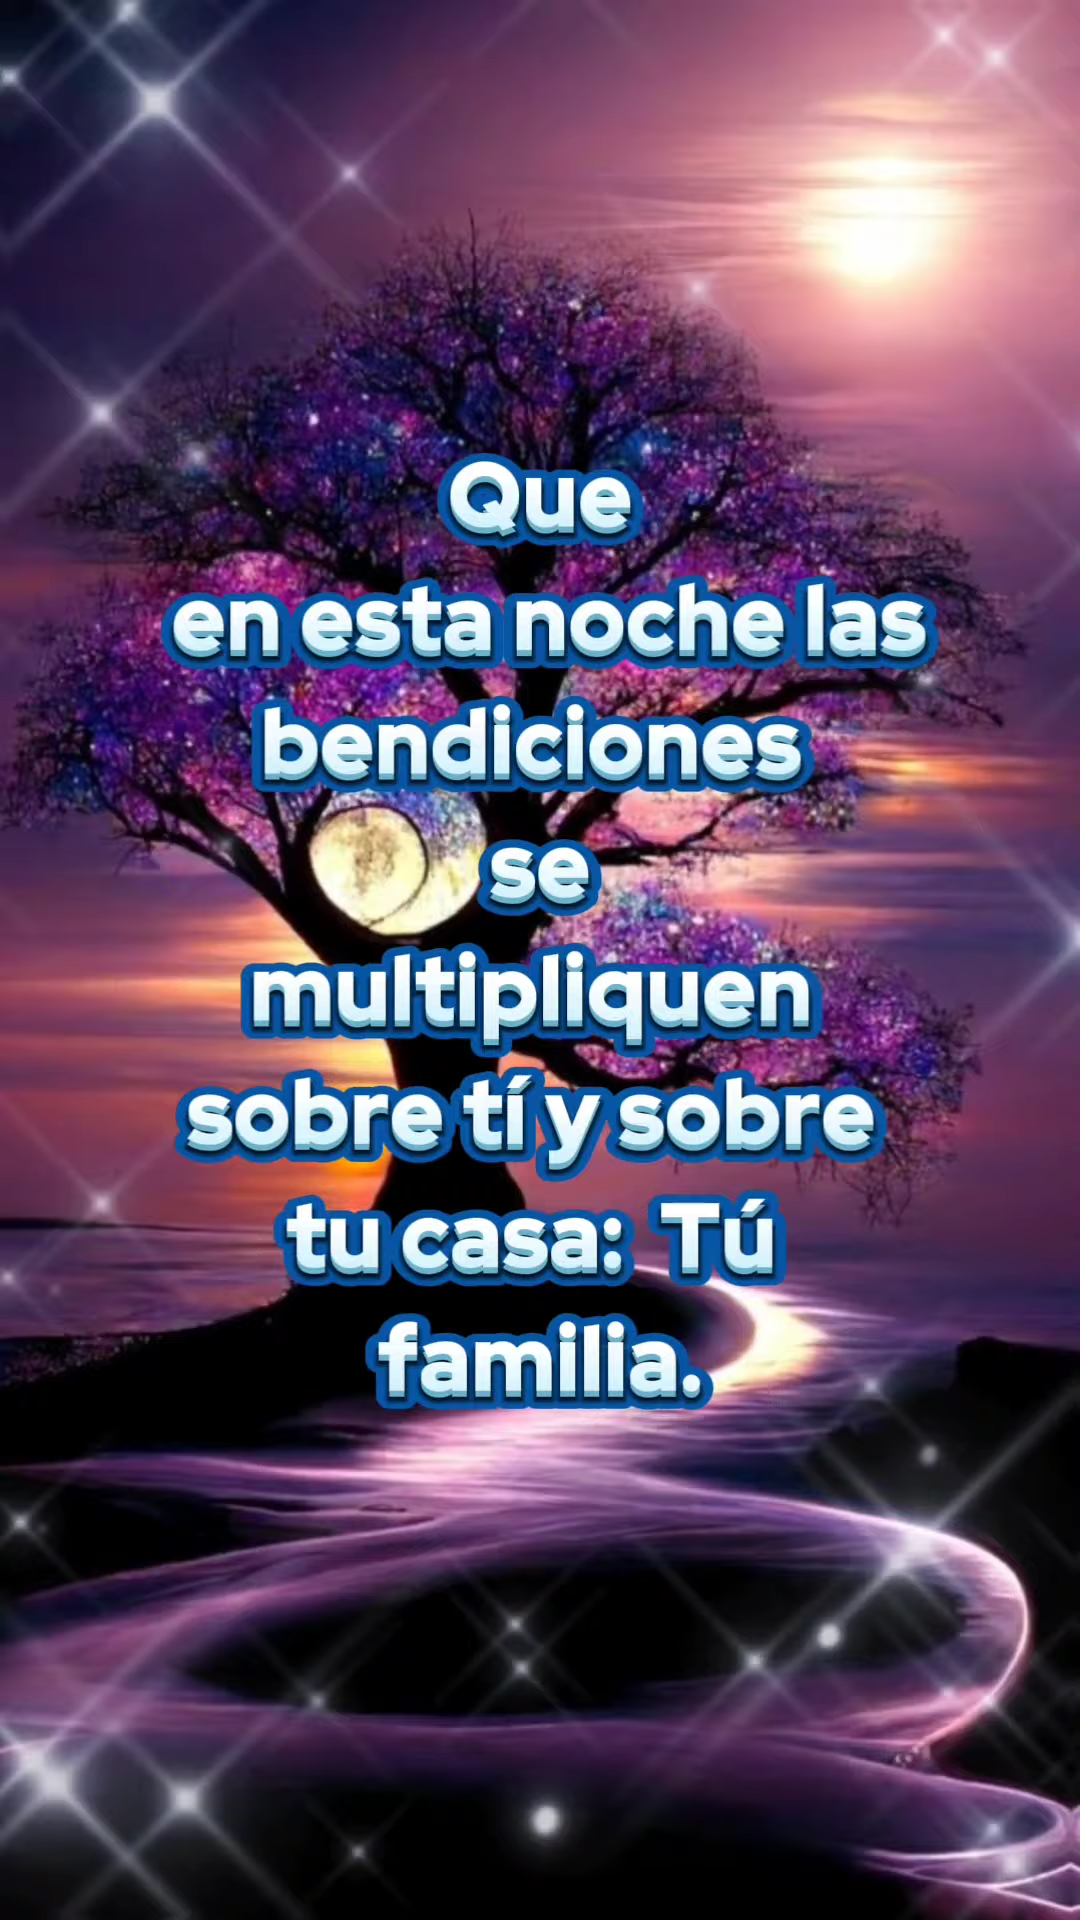 Que
en esta noche las
bendiciones
se
multipliquen
sobre tí y sobre
tu casa: Tú
familia.